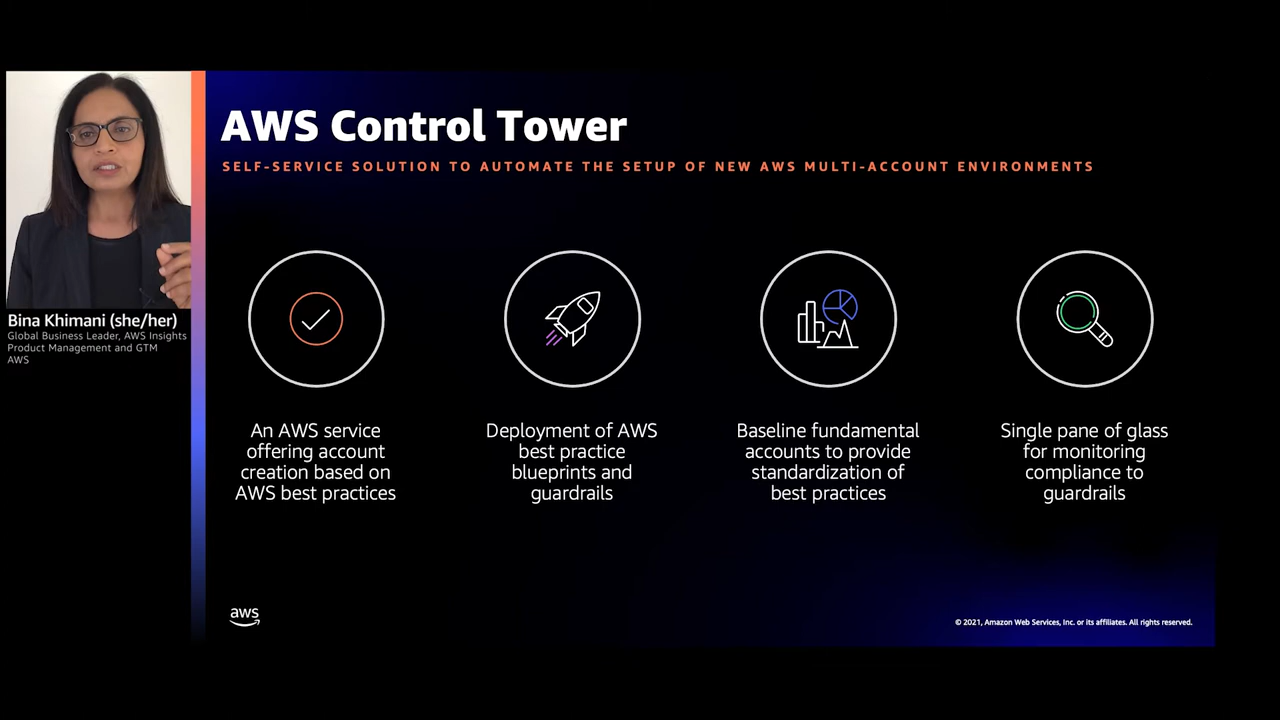 AWS Control Tower
SELF-SERVICE SOLUTION TO AUTOMATE THE SETUP OF NEW AWS MULTI-ACCOUNT ENVIRONMENTS
Bina Khimani (she/her)
Global Business Leader, AWS Insights
Product Management and GTM
AWS
An AWS service
offering account
creation based on
AWS best practices
Deployment of AWS
best practice
blueprints and
guardrails
Baseline fundamental
accounts to provide
standardization of
best practices
Single pane of glass
for monitoring
compliance to
guardrails
aws
© 2021, Amazon Web Services, Inc. or its affiliates. All rights reserved.